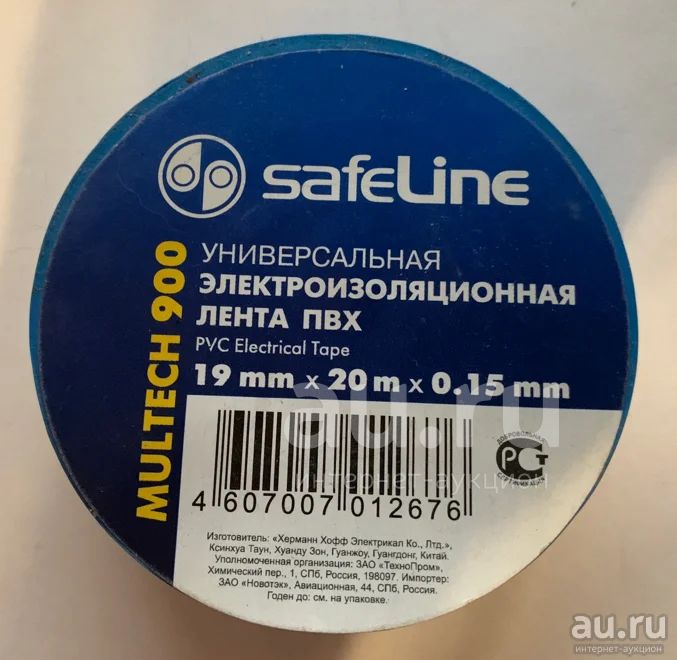 safeLine
MULTECH 900
УНИВЕРСАЛЬНАЯ
ЭЛЕКТРОИЗОЛЯЦИОННАЯ
ЛЕНТА ПВХ
PVC Electrical Tape
19 mm x 20 m x 0.15 mm
au.ru
интернет-аукцион
ДОБРОВОЛЬНАЯ
РСТ
СЕРТИФИКАЦИЯ
4 607007 012676
Изготовитель: «Херманн Хофф Электрикал Ко., Лтд.»,
Ксинхуа Таун, Хуанду Зон, Гуанжоу, Гуангдонг, Китай.
Уполномоченная организация: ЗАО «ТехноПром»,
Химический пер., 1, СПб, Россия, 198097. Импортер:
ЗАО «Новотэк», Авиационная, 44, СПб, Россия.
Годен до: см. на упаковке.
au.ru
интернет-аукцион